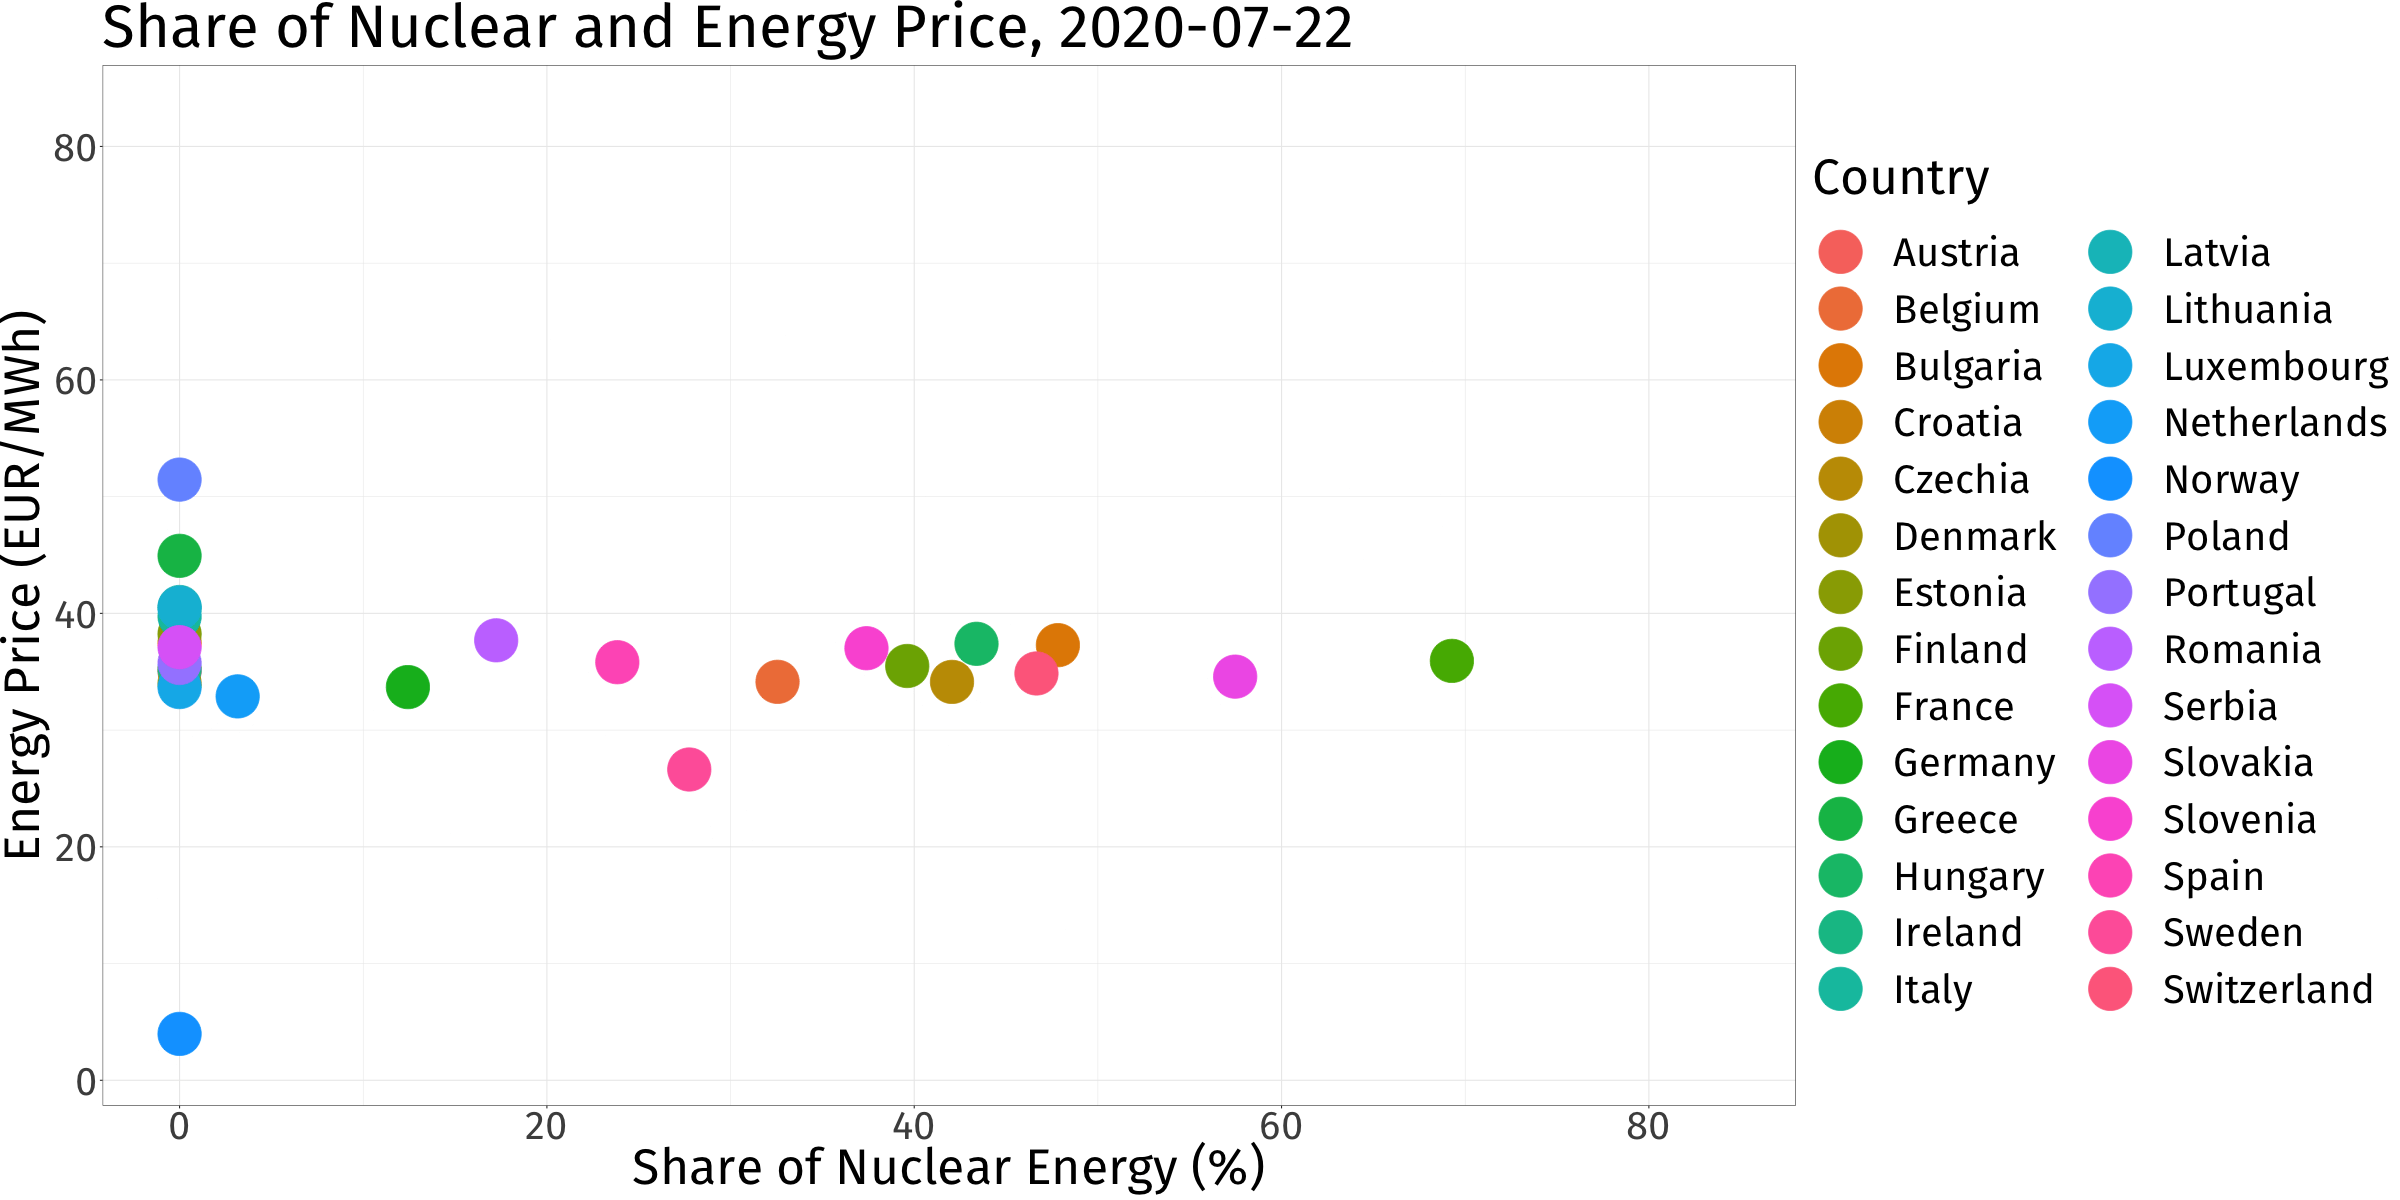 Share of Nuclear and Energy Price, 2020-07-22
Energy Price (EUR/MWh)
80
60
40
20
0
0
20
40
60
80
Share of Nuclear Energy (%)
Country
Austria
Belgium
Bulgaria
Croatia
Czechia
Denmark
Estonia
Finland
France
Germany
Greece
Hungary
Ireland
Italy
Latvia
Lithuania
Luxembourg
Netherlands
Norway
Poland
Portugal
Romania
Serbia
Slovakia
Slovenia
Spain
Sweden
Switzerland